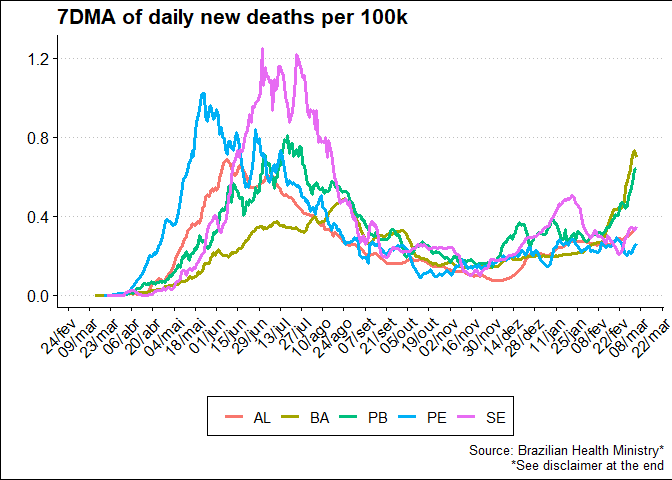 7DMA of daily new deaths per 100k
1.2
0.8
0.4
0.0
24/fev
09/mar
23/mar
06/abr
20/abr
04/mai
18/mai
01/jun
15/jun
29/jun
13/jul
27/jul
10/ago
24/ago
07/set
21/set
05/out
19/out
02/nov
16/nov
30/nov
14/dez
28/dez
11/jan
25/jan
08/fev
22/fev
08/mar
22/mar
AL BA PB PE SE
Source: Brazilian Health Ministry*
*See disclaimer at the end